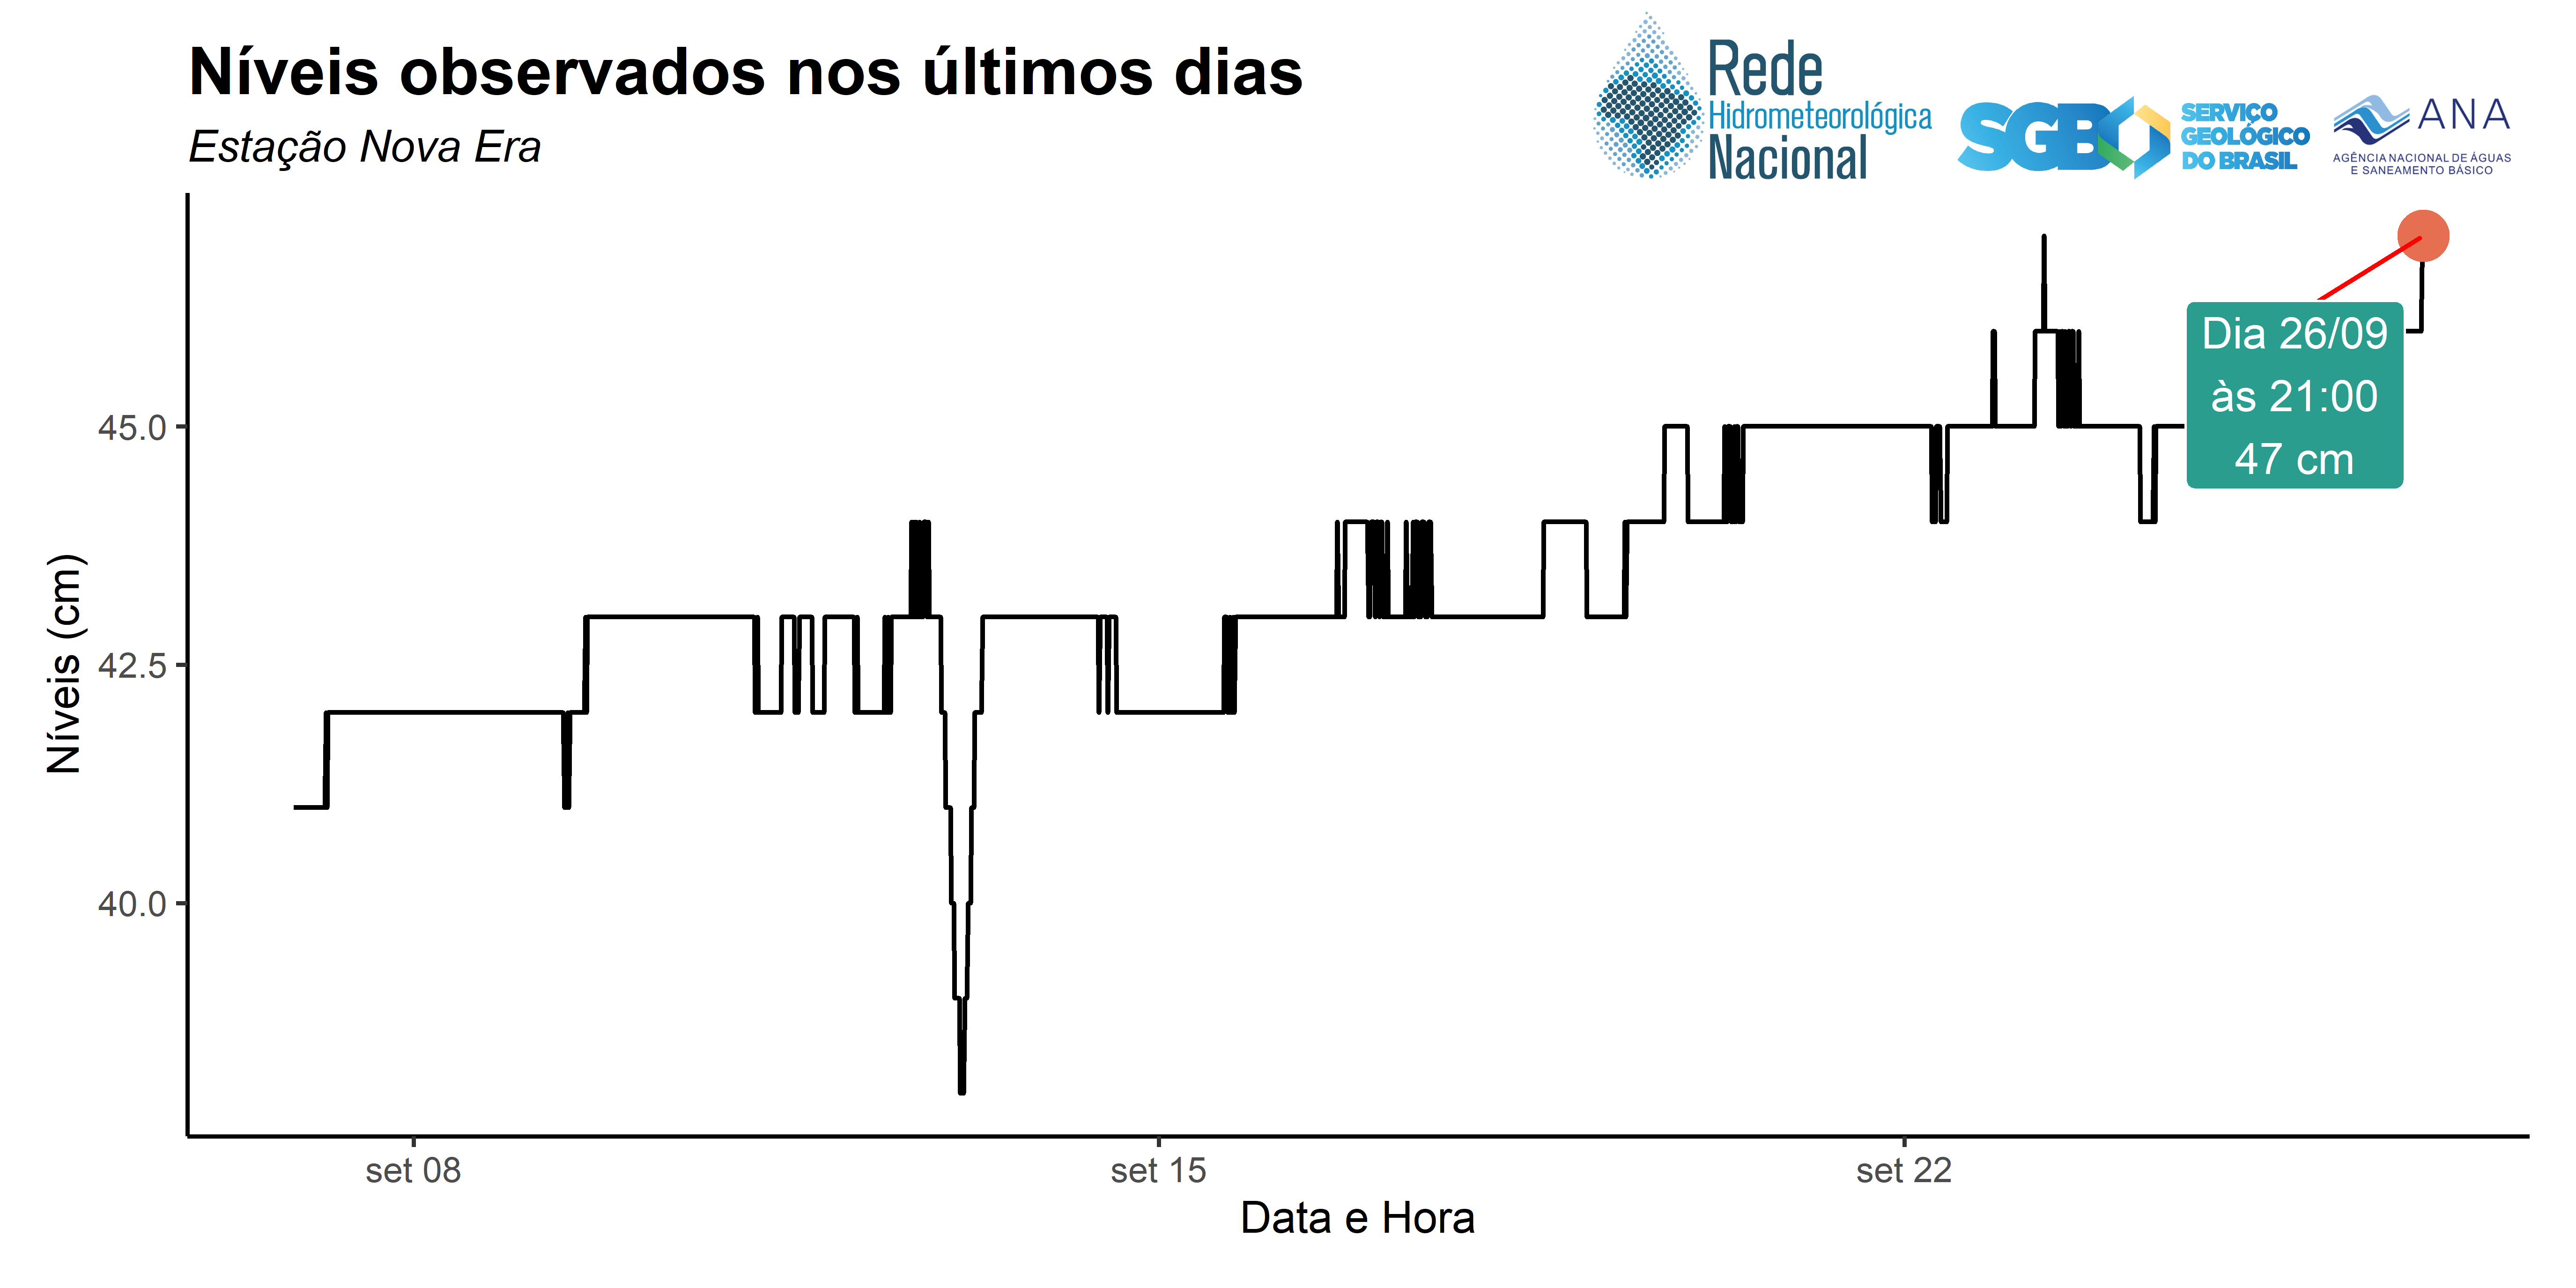 Níveis observados nos últimos dias
Estação Nova Era
Rede
Hidrometeorológica
Nacional
SGB
SERVIÇO
GEOLÓGICO
DO BRASIL
ANA
AGÊNCIA NACIONAL DE ÁGUAS
E SANEAMENTO BÁSICO
Níveis (cm)
45.0
42.5
40.0
Dia 26/09
às 21:00
47 cm
set 08
set 15
set 22
Data e Hora